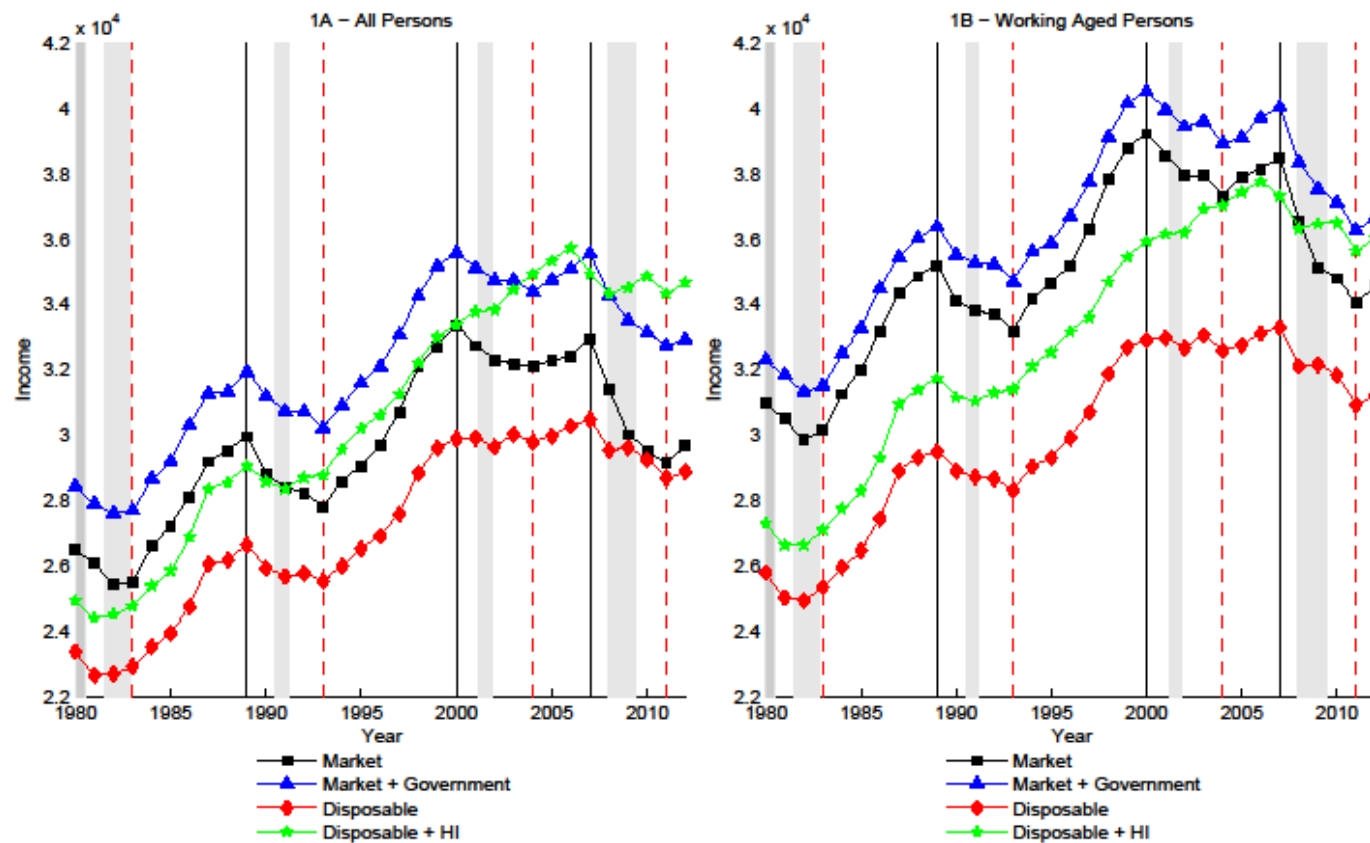 1A − All Persons
x 10⁴
4.2
4
3.8
3.6
3.4
3.2
3
2.8
2.6
2.4
2.2
Income
1980 1985 1990 1995 2000 2005 2010
Year
Market
Market + Government
Disposable
Disposable + HI
1B − Working Aged Persons
x 10⁴
4.2
4
3.8
3.6
3.4
3.2
3
2.8
2.6
2.4
2.2
Income
1980 1985 1990 1995 2000 2005 2010
Year
Market
Market + Government
Disposable
Disposable + HI